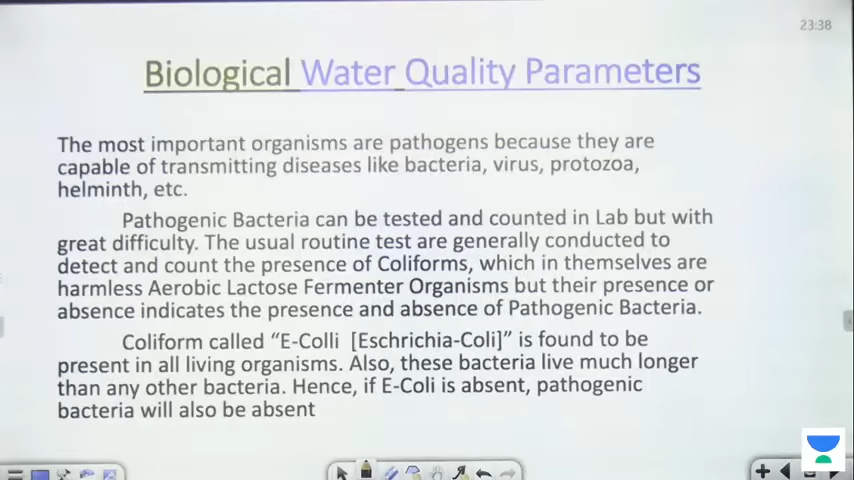 23:38
Biological Water Quality Parameters
The most important organisms are pathogens because they are
capable of transmitting diseases like bacteria, virus, protozoa,
helminth, etc.
Pathogenic Bacteria can be tested and counted in Lab but with
great difficulty. The usual routine test are generally conducted to
detect and count the presence of Coliforms, which in themselves are
harmless Aerobic Lactose Fermenter Organisms but their presence or
absence indicates the presence and absence of Pathogenic Bacteria.
Coliform called “E-Colli [Eschrichia-Coli]” is found to be
present in all living organisms. Also, these bacteria live much longer
than any other bacteria. Hence, if E-Coli is absent, pathogenic
bacteria will also be absent